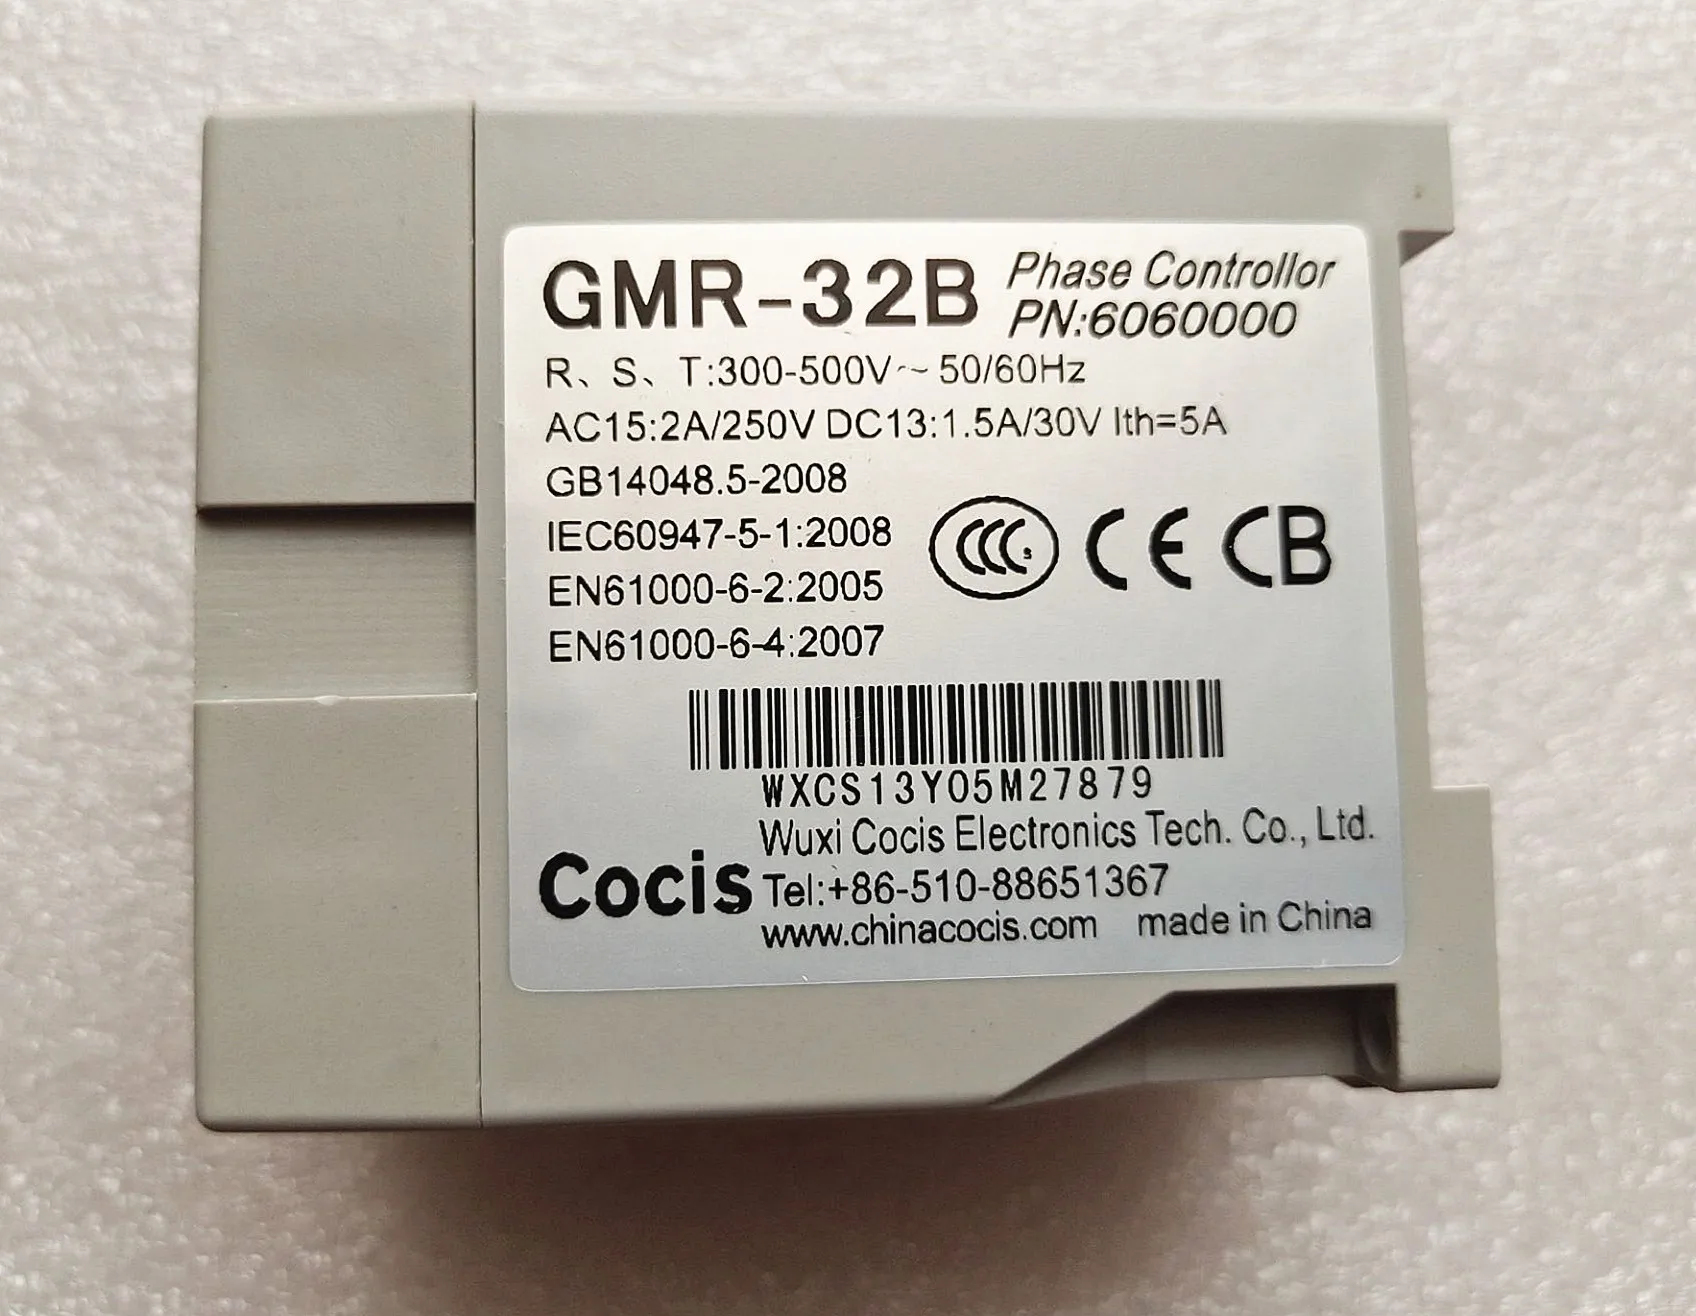 GMR-32B Phase Controllor
PN:6060000
R、S、T:300-500V~ 50/60Hz
AC15:2A/250V DC13:1.5A/30V Ith=5A
GB14048.5-2008
IEC60947-5-1:2008
EN61000-6-2:2005
EN61000-6-4:2007
CCC S CE CB
WXCS13Y05M27879
Wuxi Cocis Electronics Tech. Co., Ltd.
Cocis Tel:+86-510-88651367
www.chinacocis.com made in China